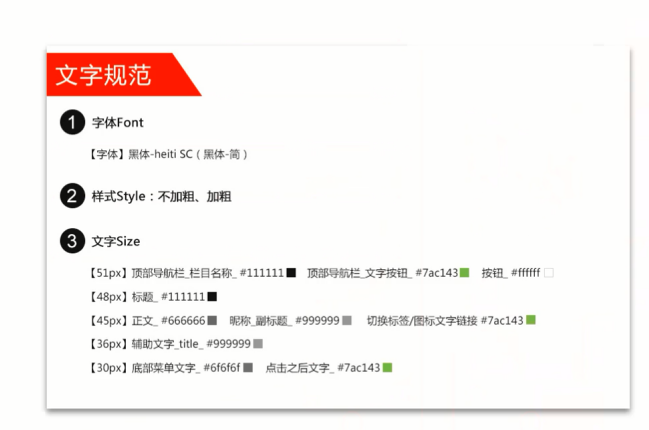 文字规范
1 字体Font
【字体】黑体-heiti SC（黑体-简）
2 样式Style：不加粗、加粗
3 文字Size
【51px】顶部导航栏_栏目名称_ #111111 顶部导航栏_文字按钮_ #7ac143 按钮_ #ffffff
【48px】标题_ #111111
【45px】正文_ #666666 昵称_副标题_ #999999 切换标签/图标文字链接 #7ac143
【36px】辅助文字_title_ #999999
【30px】底部菜单文字_ #6f6f6f 点击之后文字_ #7ac143